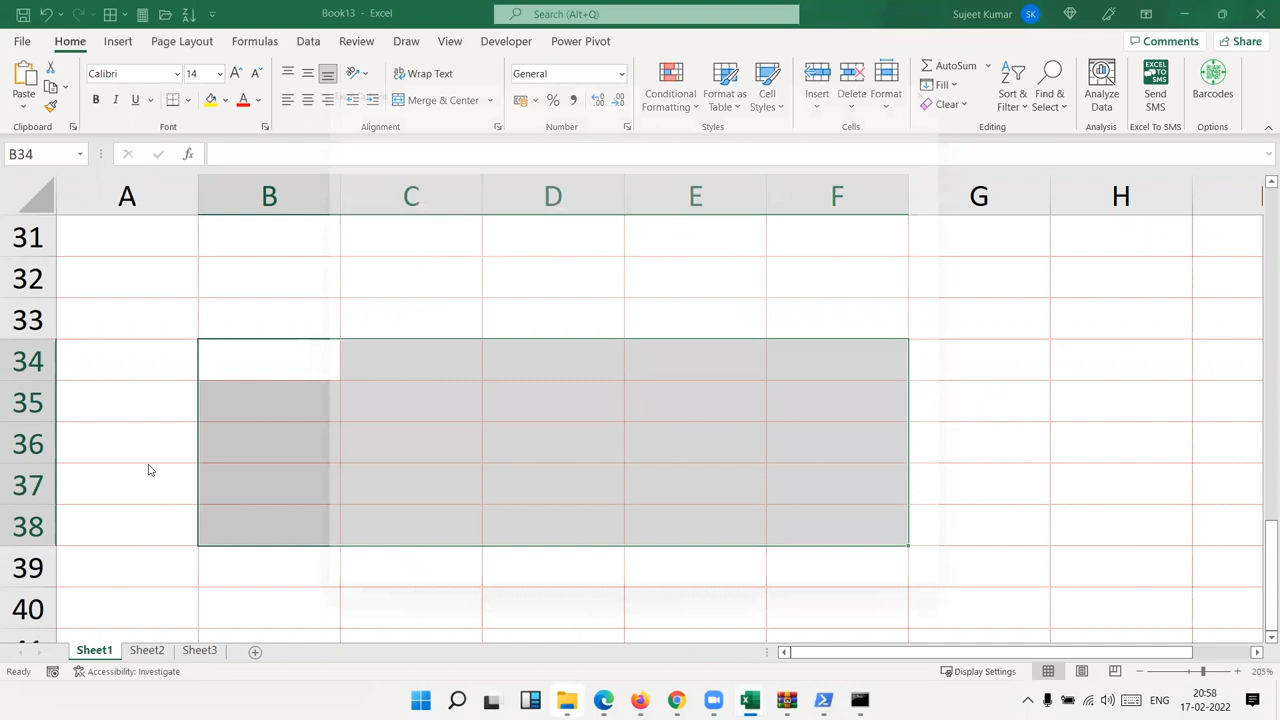 Book13 - Excel
Search (Alt+Q)
Sujeet Kumar
SK
File Home Insert Page Layout Formulas Data Review View Draw Developer Power Pivot
Comments
Share
Paste
Calibri
14
Wrap Text
General
Conditional Formatting
Format as Table
Cell Styles
Insert
Delete
Format
AutoSum
Fill
Clear
Sort & Filter
Find & Select
Analyze Data
Excel To Send SMS
Barcodes
B I U
A
Merge & Center
%
Clipboard
Font
Alignment
Number
Styles
Cells
Editing
Analysis
Excel To SMS
Options
B34
fx
A B C D E F G H
31
32
33
34
35
36
37
38
39
40
Sheet1 Sheet2 Sheet3
Ready
Accessibility: Investigate
Display Settings
205%
ENG
20:58
17-02-2022